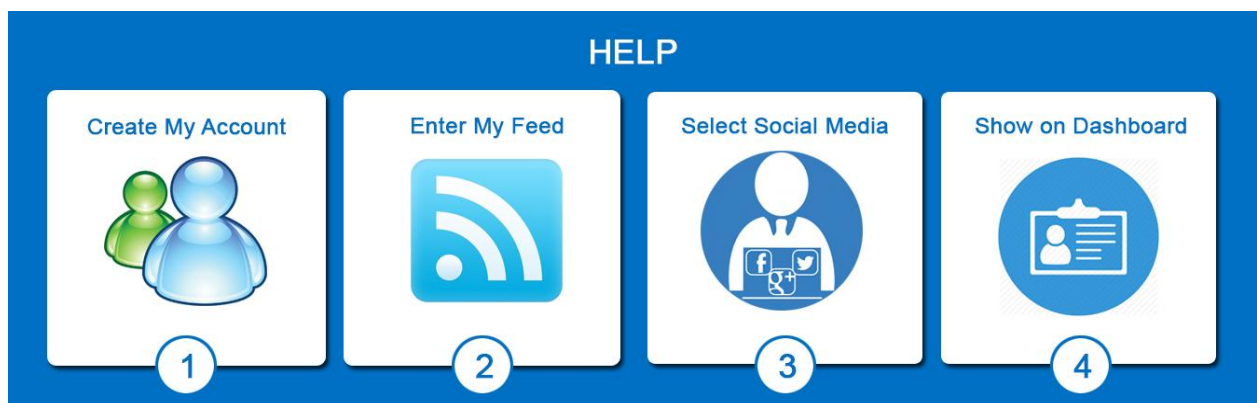 HELP
Create My Account
Enter My Feed
Select Social Media
Show on Dashboard
f
g+
1
2
3
4